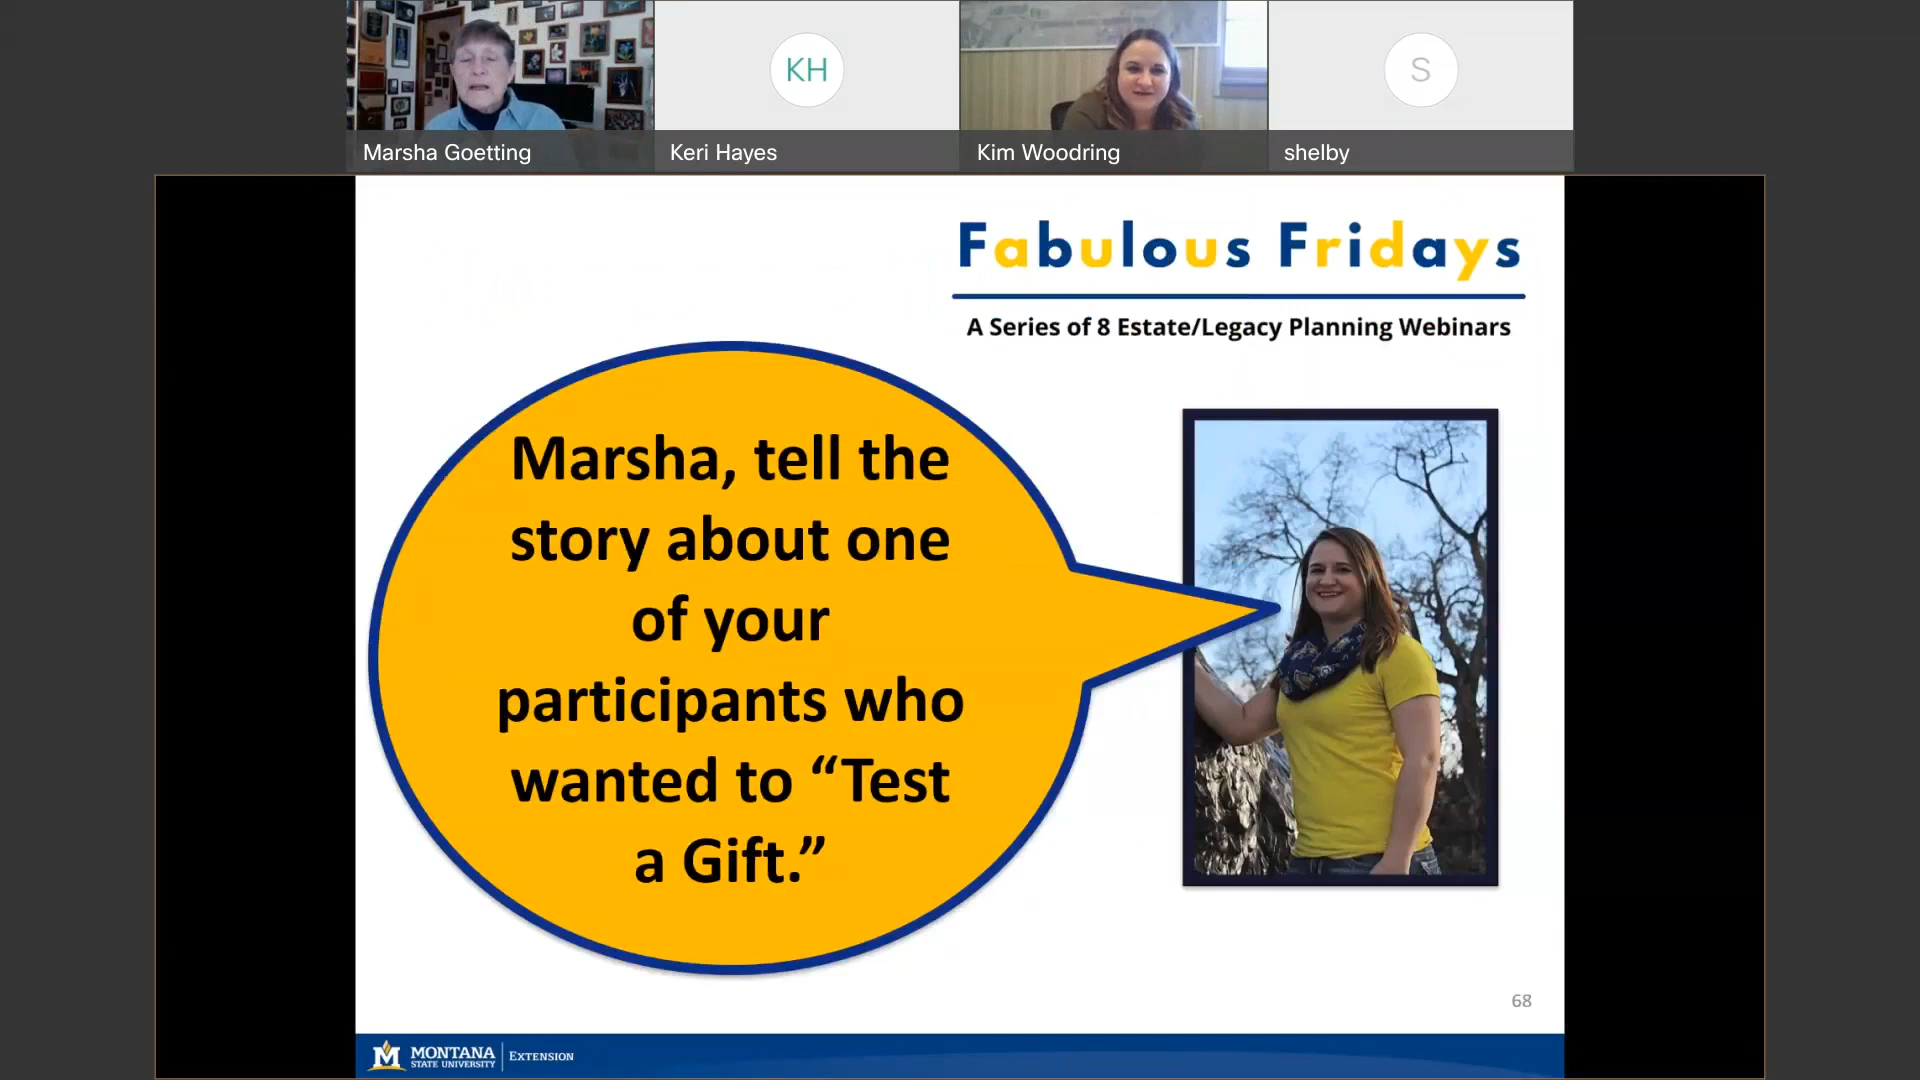 KH
S
Marsha Goetting
Keri Hayes
Kim Woodring
shelby
Fabulous Fridays
A Series of 8 Estate/Legacy Planning Webinars
Marsha, tell the
story about one
of your
participants who
wanted to “Test
a Gift.”
68
M
MONTANA
STATE UNIVERSITY
EXTENSION